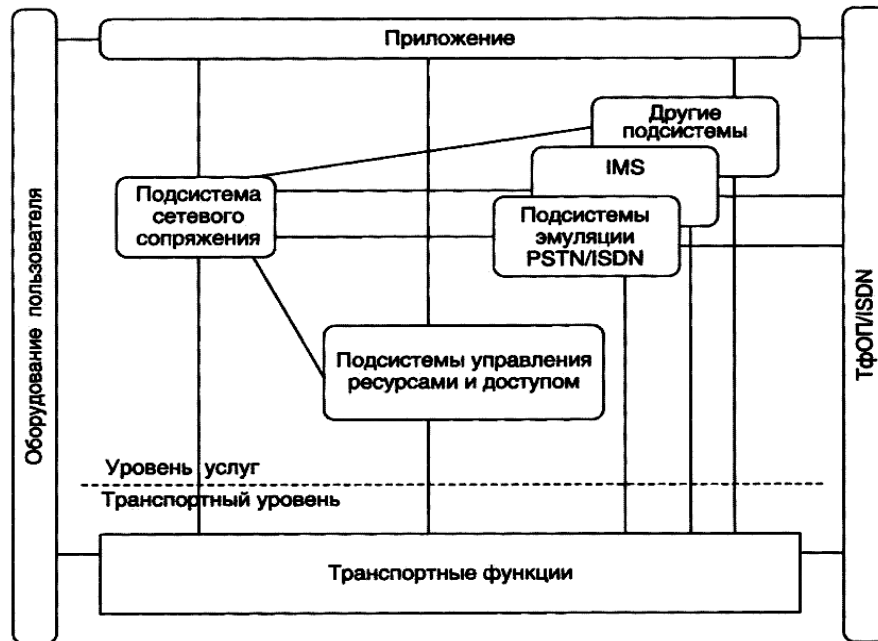 Приложение
Другие
подсистемы
IMS
Подсистема
сетевого
сопряжения
Подсистемы
эмуляции
PSTN/ISDN
Подсистемы управления
ресурсами и доступом
Уровень услуг
Транспортный уровень
Транспортные функции
Оборудование пользователя
ТфОП/ISDN